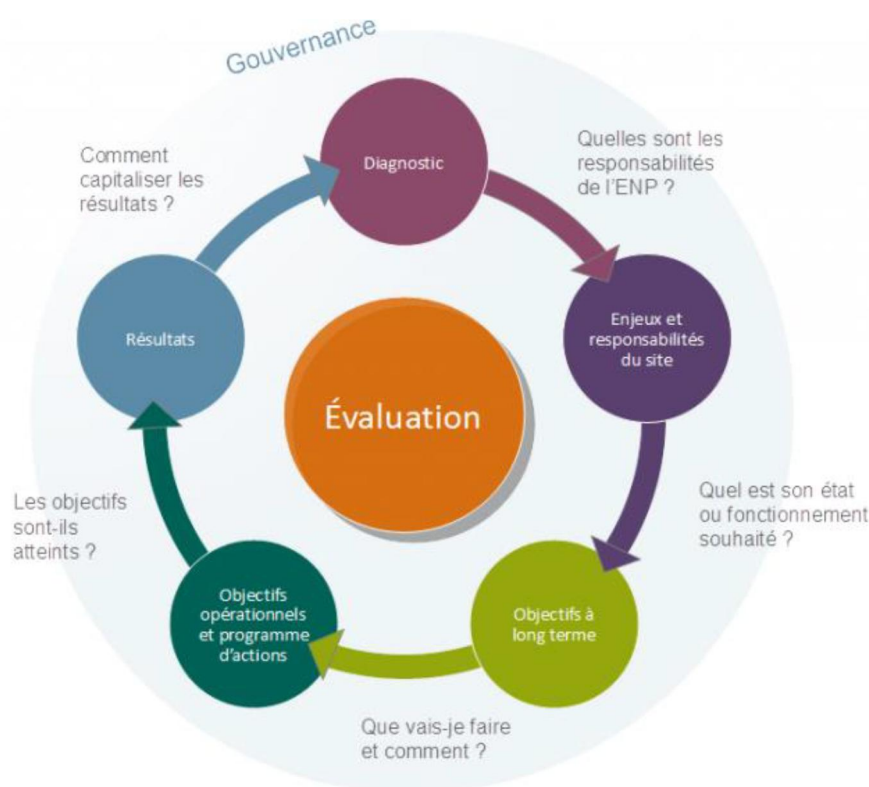 Gouvernance
Diagnostic
Quelles sont les
responsabilités
de l'ENP ?
Enjeux et
responsabilités
du site
Quel est son état
ou fonctionnement
souhaité ?
Objectifs à
long terme
Que vais-je faire
et comment ?
Objectifs
opérationnels
et programme
d'actions
Les objectifs
sont-ils
atteints ?
Résultats
Comment
capitaliser les
résultats ?
Évaluation